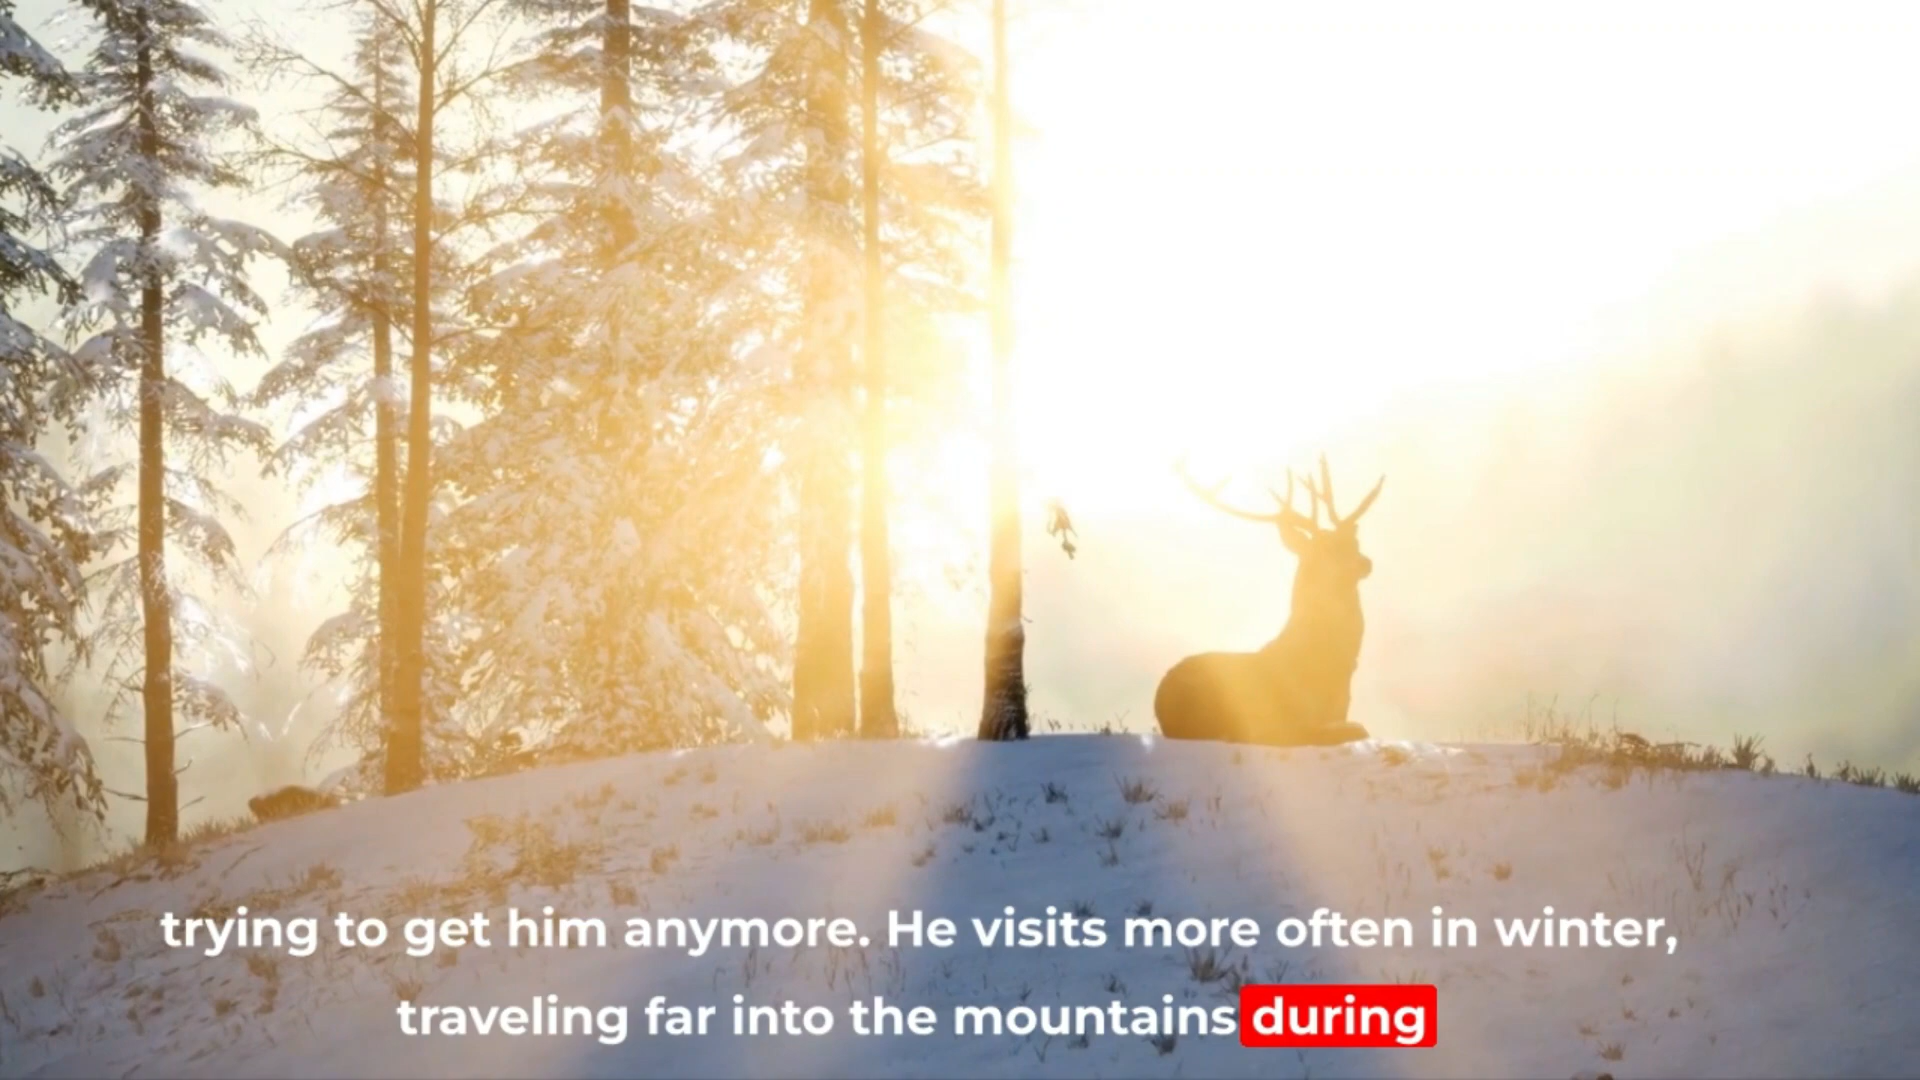 trying to get him anymore. He visits more often in winter,
traveling far into the mountains during